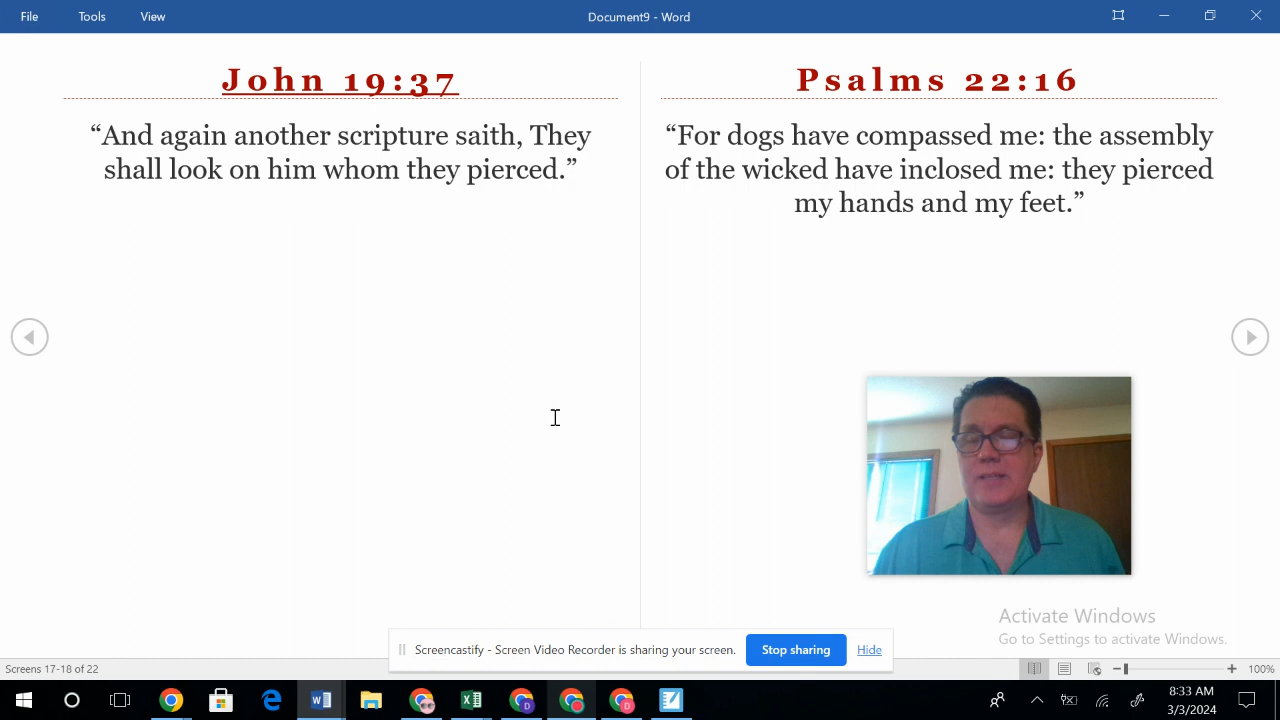 File
Tools
View
Document9 - Word
John 19:37
“And again another scripture saith, They
shall look on him whom they pierced.”
Psalms 22:16
“For dogs have compassed me: the assembly
of the wicked have inclosed me: they pierced
my hands and my feet.”
Activate Windows
Go to Settings to activate Windows.
Screencastify - Screen Video Recorder is sharing your screen.
Stop sharing
Hide
Screens 17-18 of 22
100%
8:33 AM
3/3/2024